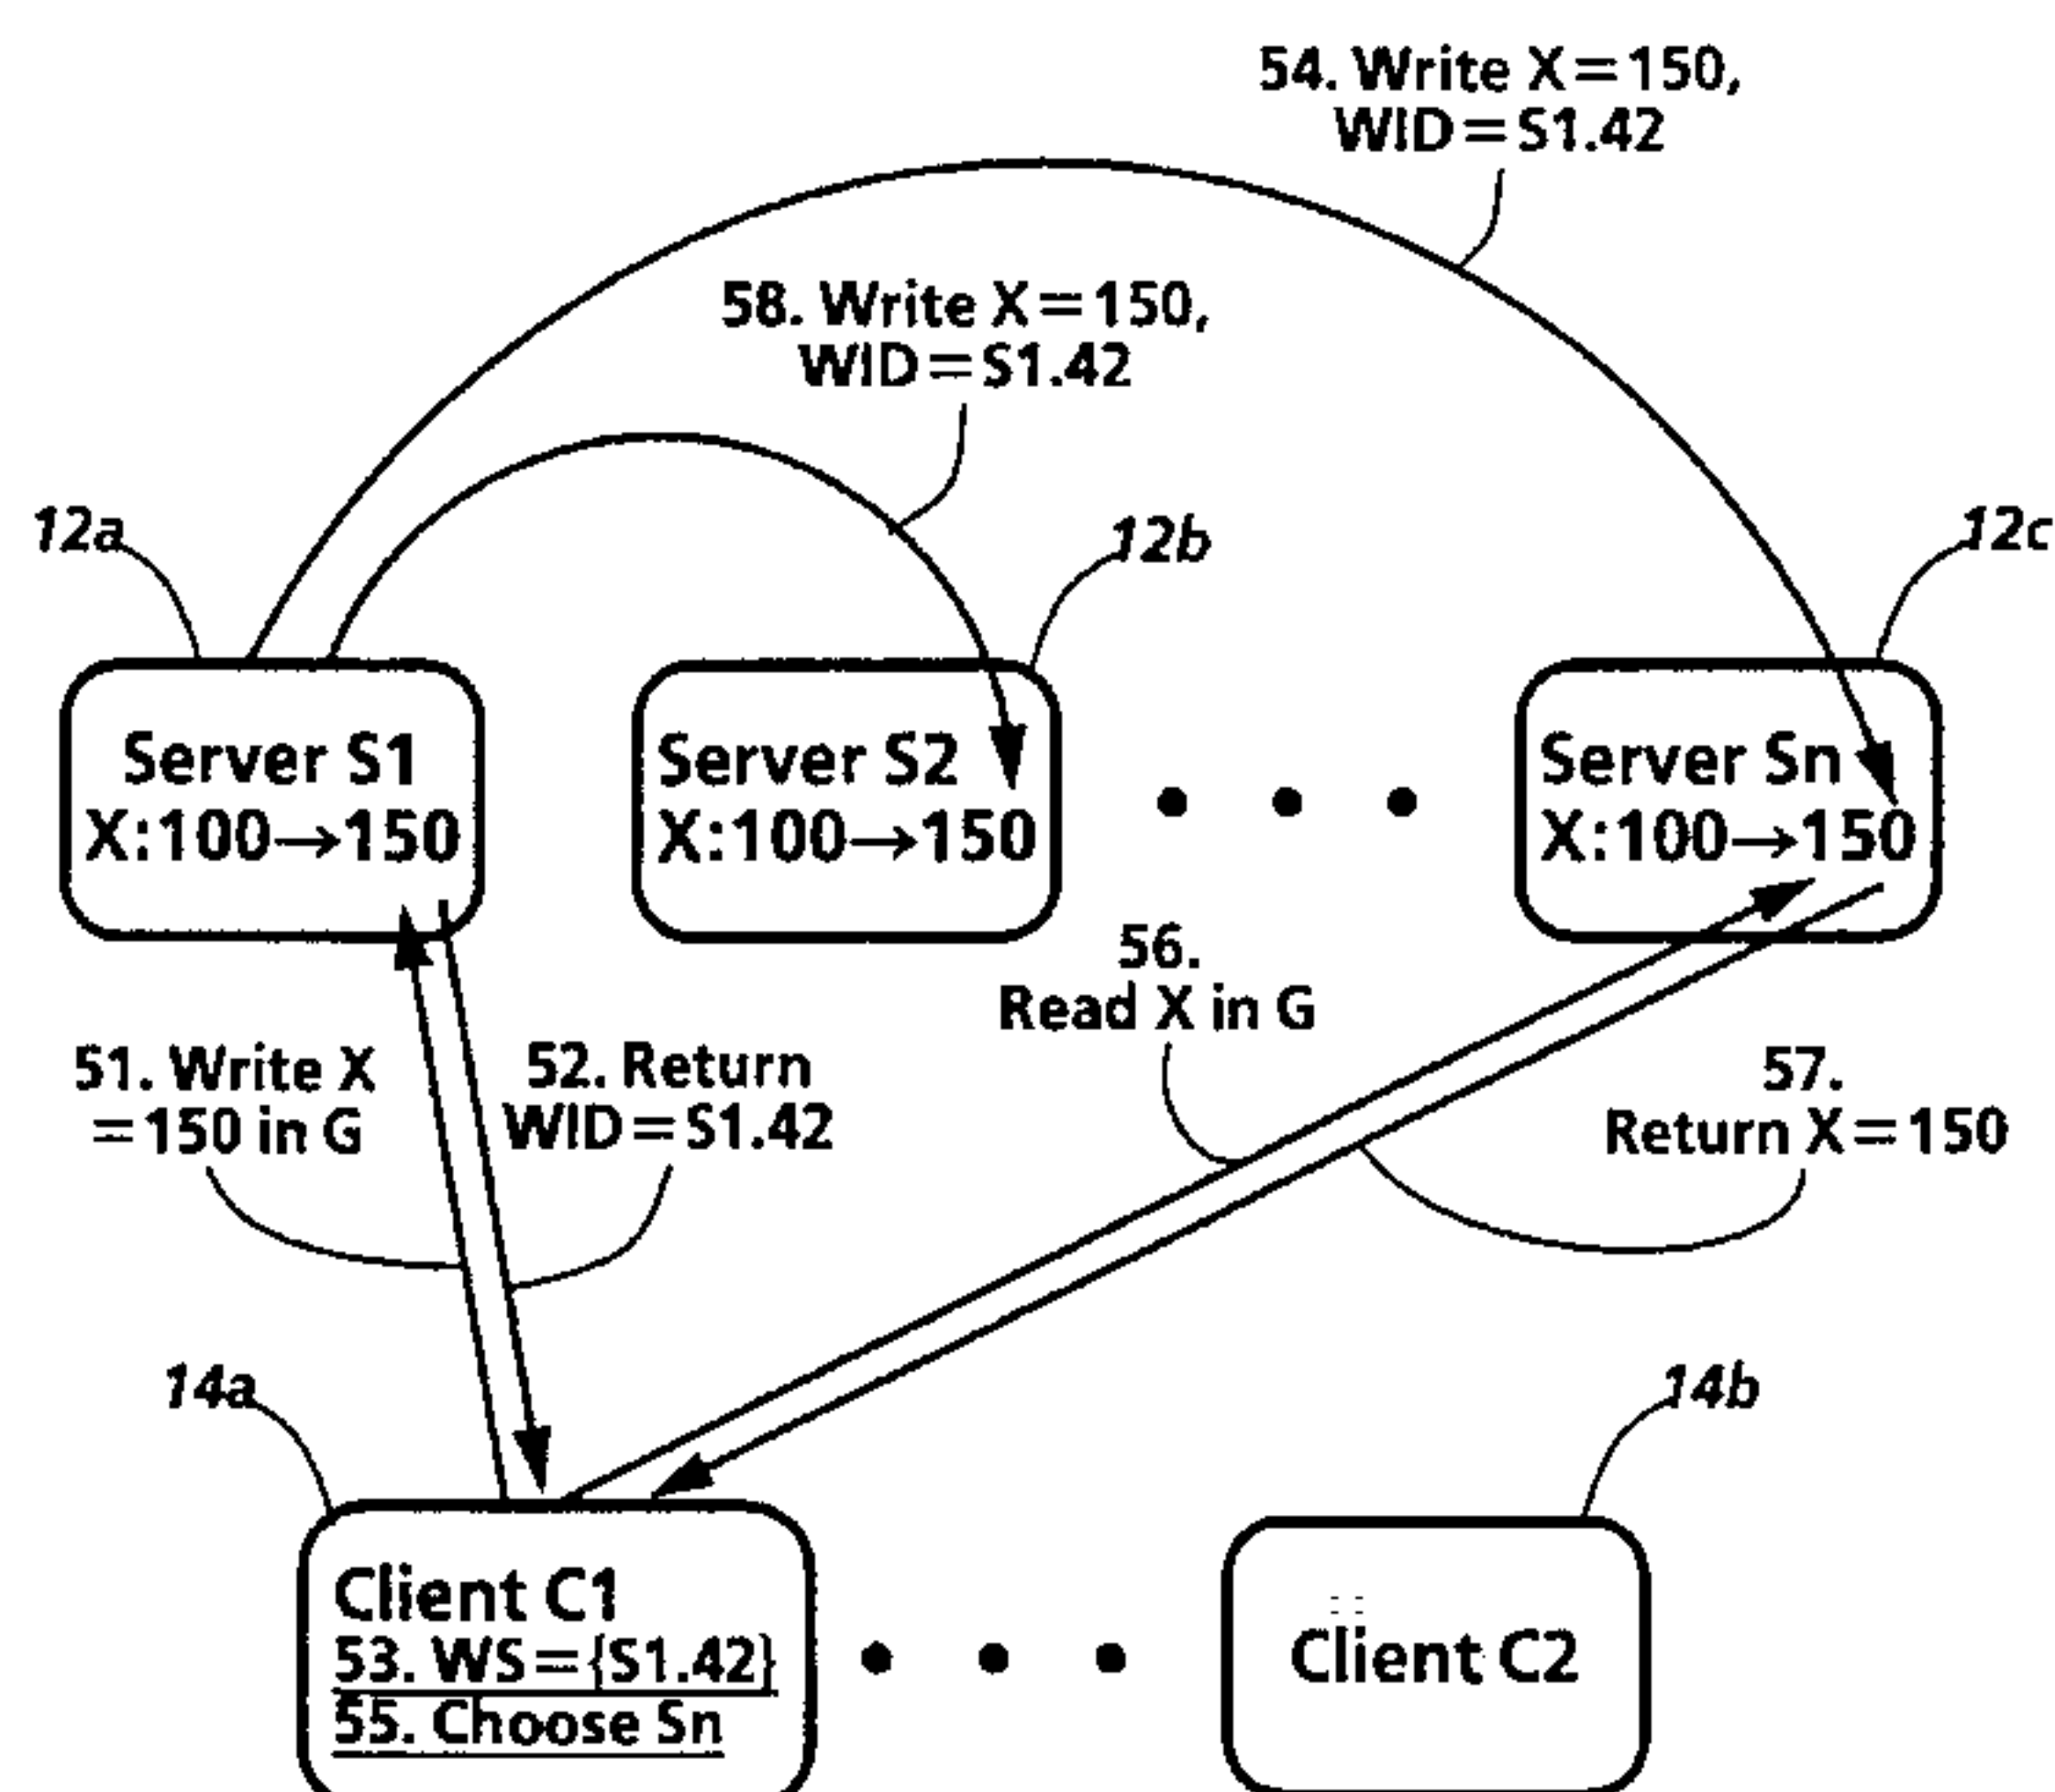 54. Write X=150,
WID=S1.42
58. Write X=150,
WID=S1.42
12a
12b
12c
Server S1
X:100→150
Server S2
X:100→150
Server Sn
X:100→150
56.
Read X in G
51. Write X
=150 in G
52. Return
WID=S1.42
57.
Return X=150
14a
14b
Client C1
53. WS={S1.42}
55. Choose Sn
Client C2